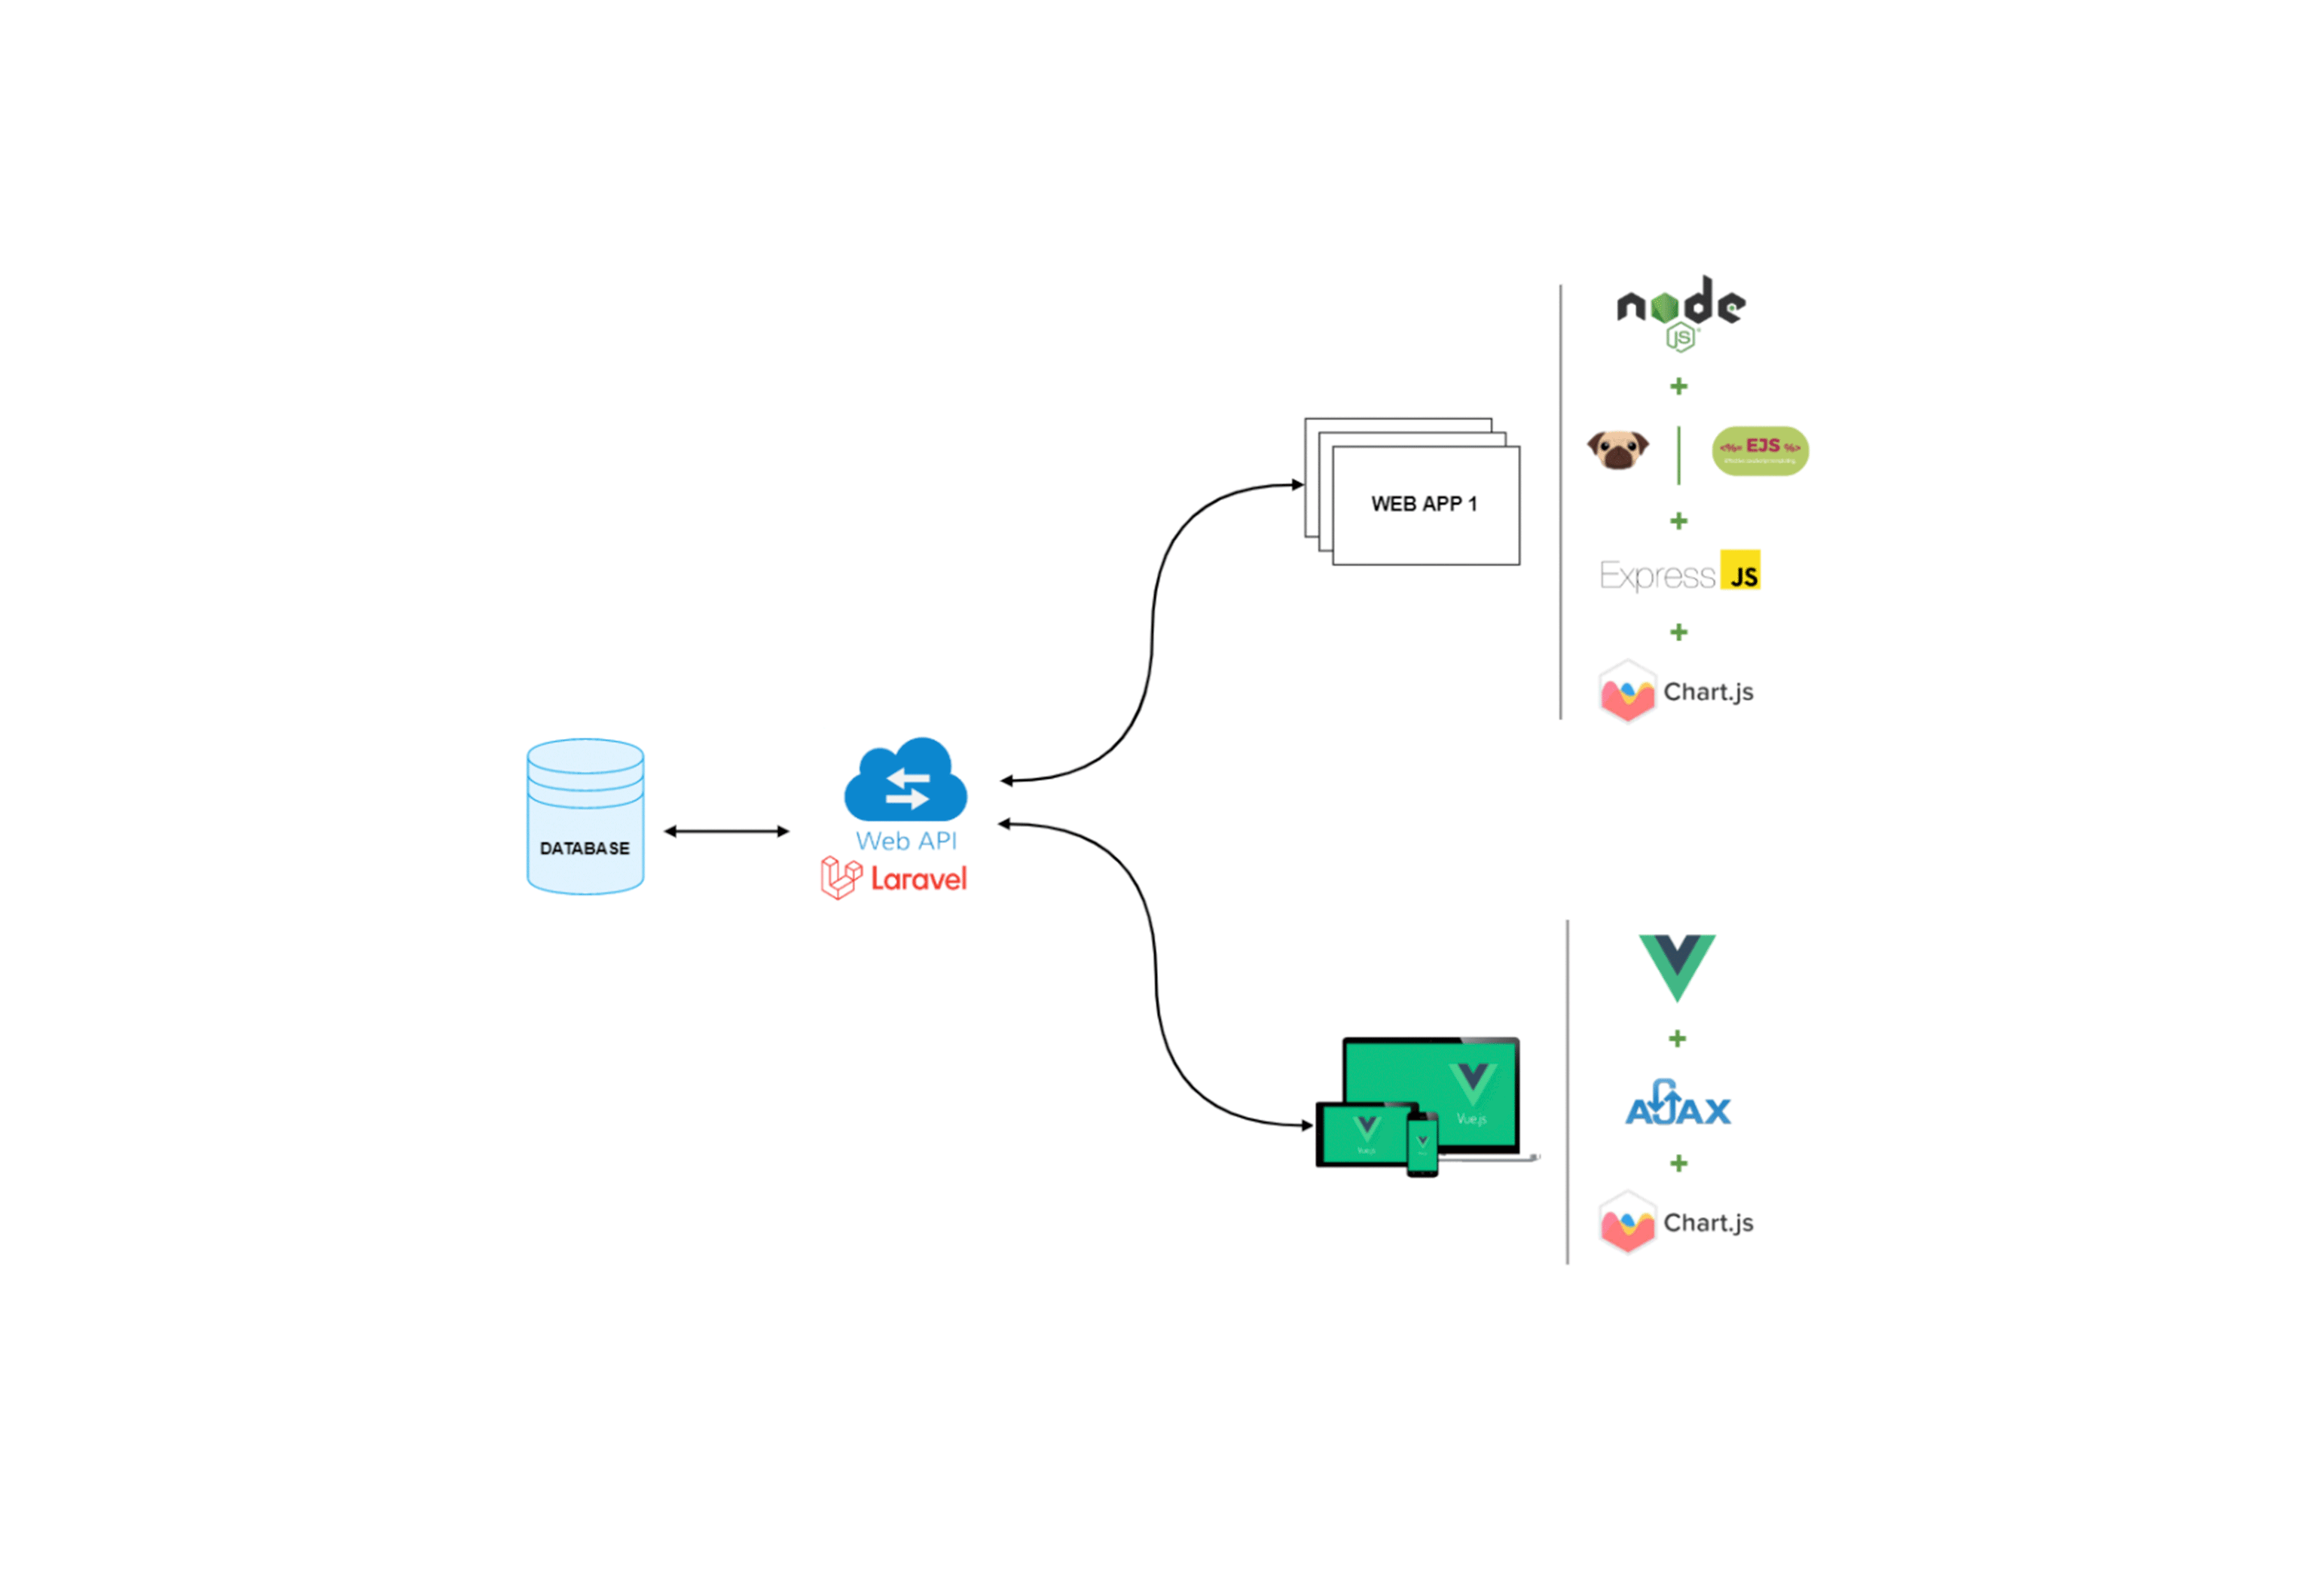 node
JS
<%= EJS %>
Express JS
Chart.js
WEB APP 1
DATABASE
Web API
Laravel
AJAX
Chart.js
Vue.js
Vue.js